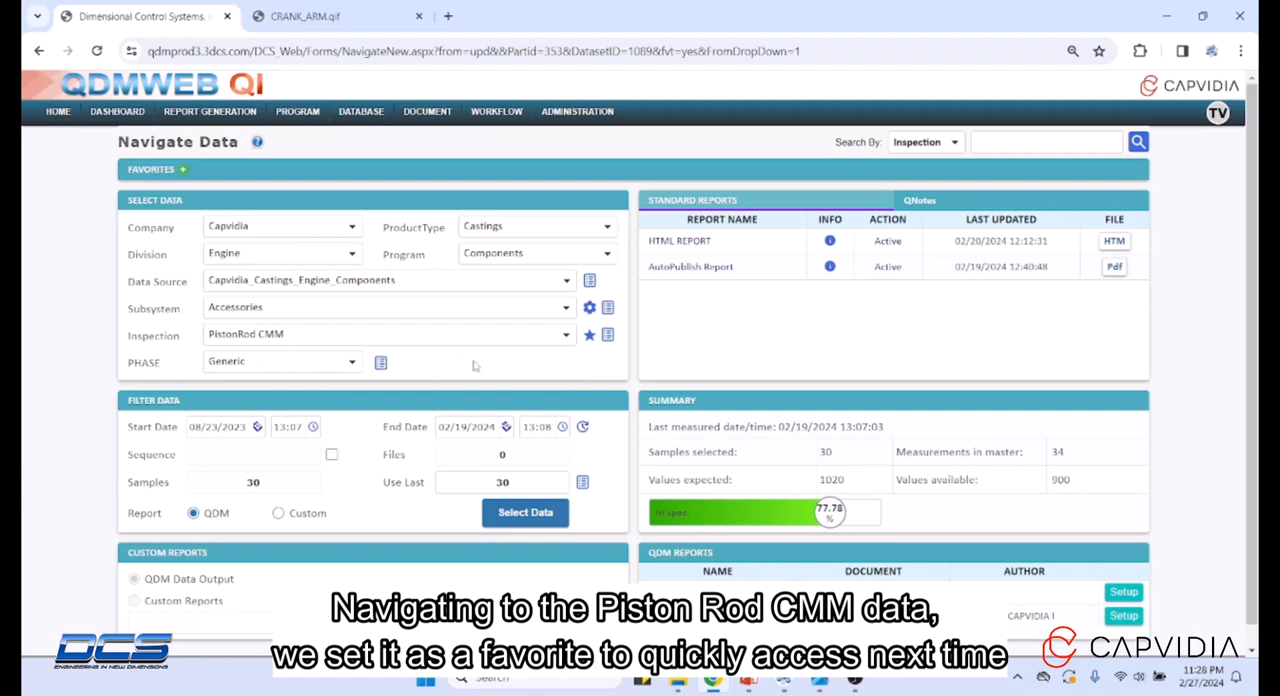 Dimensional Control Systems, I
CRANK_ARM.qif
qdmprod3.3dcs.com/DCS_Web/Forms/NavigateNew.aspx?from=upd&&Partid=353&DatasetID=1089&fvt=yes&FromDropDown=1
QDMWEB QI
CAPVIDIA
HOME DASHBOARD REPORT GENERATION PROGRAM DATABASE DOCUMENT WORKFLOW ADMINISTRATION
TV
Navigate Data ?
Search By: Inspection
FAVORITES +
SELECT DATA
Company Capvidia ProductType Castings
Division Engine Program Components
Data Source Capvidia_Castings_Engine_Components
Subsystem Accessories
Inspection PistonRod CMM
PHASE Generic
STANDARD REPORTS QNotes
REPORT NAME INFO ACTION LAST UPDATED FILE
HTML REPORT i Active 02/20/2024 12:12:31 HTM
AutoPublish Report i Active 02/19/2024 12:40:48 Pdf
FILTER DATA
Start Date 08/23/2023 13:07 End Date 02/19/2024 13:08
Sequence Files 0
Samples 30 Use Last 30
Report QDM Custom Select Data
SUMMARY
Last measured date/time: 02/19/2024 13:07:03
Samples selected: 30 Measurements in master: 34
Values expected: 1020 Values available: 900
In spec. 77.78 %
CUSTOM REPORTS
QDM Data Output
Custom Reports
QDM REPORTS
NAME DOCUMENT AUTHOR
Setup
CAPVIDIA I Setup
Navigating to the Piston Rod CMM data,
we set it as a favorite to quickly access next time
DCS
ENGINEERING IN NEW DIMENSIONS
CAPVIDIA
Search
11:28 PM
2/27/2024